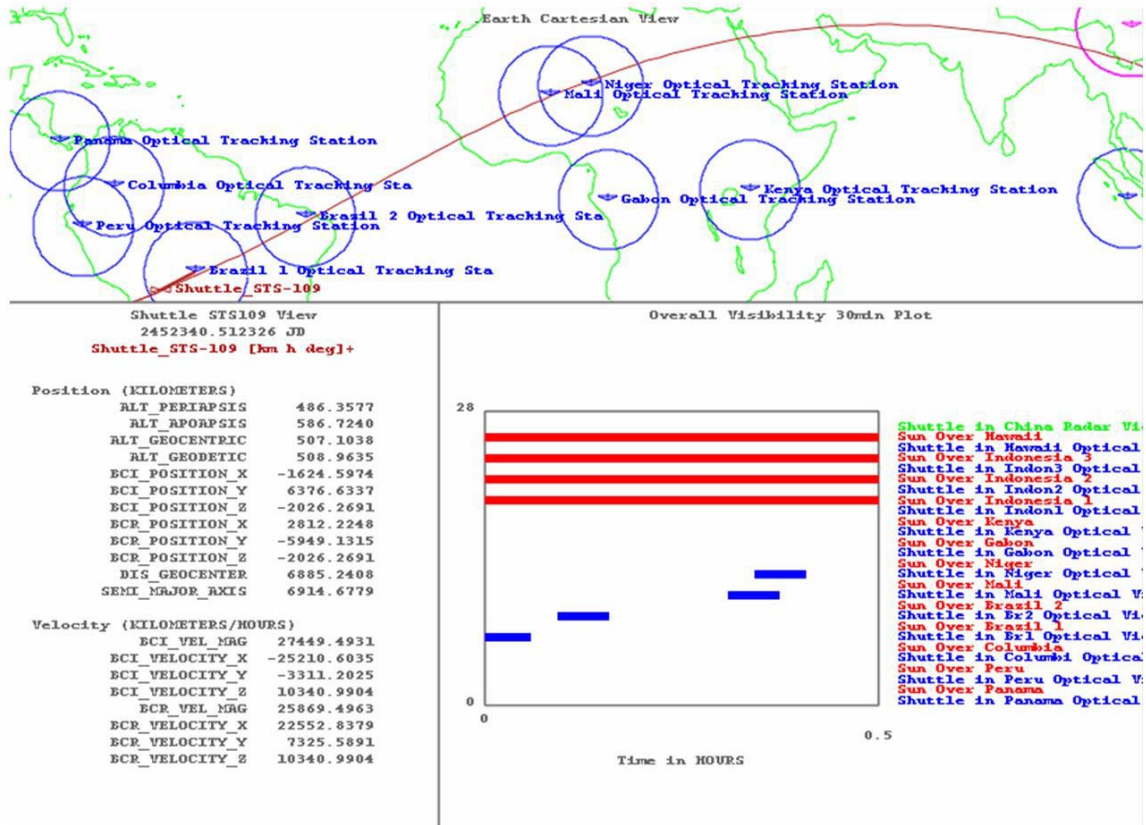 Earth Cartesian View
Niger Optical Tracking Station
Mali Optical Tracking Station
Panama Optical Tracking Station
Columbia Optical Tracking Sta
Kenya Optical Tracking Station
Gabon Optical Tracking Station
Brazil 2 Optical Tracking Sta
Peru Optical Tracking Station
Brazil 1 Optical Tracking Sta
Shuttle_STS-109
Shuttle STS109 View
2452340.512326 JD
Shuttle_STS-109 [km h deg]+
Position (KILOMETERS)
ALT_PERIAPSIS 486.3577
ALT_APOAPSIS 586.7240
ALT_GEOCENTRIC 507.1038
ALT_GEODETIC 508.9635
BCI_POSITION_X -1624.5974
BCI_POSITION_Y 6376.6337
BCI_POSITION_Z -2026.2691
BCR_POSITION_X 2812.2248
BCR_POSITION_Y -5949.1315
BCR_POSITION_Z -2026.2691
DIS_GEOCENTER 6885.2408
SEMI_MAJOR_AXIS 6914.6779
Velocity (KILOMETERS/HOURS)
BCI_VEL_MAG 27449.4931
BCI_VELOCITY_X -25210.6035
BCI_VELOCITY_Y -3311.2025
BCI_VELOCITY_Z 10340.9904
BCR_VEL_MAG 25869.4963
BCR_VELOCITY_X 22552.8379
BCR_VELOCITY_Y 7325.5891
BCR_VELOCITY_Z 10340.9904
Overall Visibility 30min Plot
28
0
0
0.5
Time in HOURS
Shuttle in China Radar Vi
Sun Over Hawaii
Shuttle in Hawaii Optical
Sun Over Indonesia 3
Shuttle in Indon3 Optical
Sun Over Indonesia 2
Shuttle in Indon2 Optical
Sun Over Indonesia 1
Shuttle in Indon1 Optical
Sun Over Kenya
Shuttle in Kenya Optical
Sun Over Gabon
Shuttle in Gabon Optical
Sun Over Niger
Shuttle in Niger Optical
Sun Over Mali
Shuttle in Mali Optical Vi
Sun Over Brazil 2
Shuttle in Br2 Optical Vi
Sun Over Brazil 1
Shuttle in Br1 Optical Vi
Sun Over Columbia
Shuttle in Columbi Optical
Sun Over Peru
Shuttle in Peru Optical Vi
Sun Over Panama
Shuttle in Panama Optical